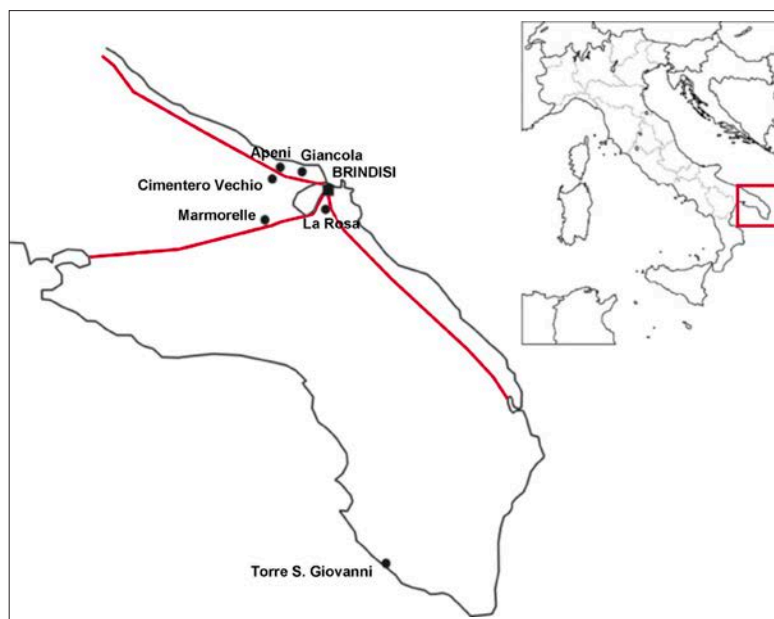 Apeni
Giancola
BRINDISI
Cimentero Vechio
Marmorelle
La Rosa
Torre S. Giovanni